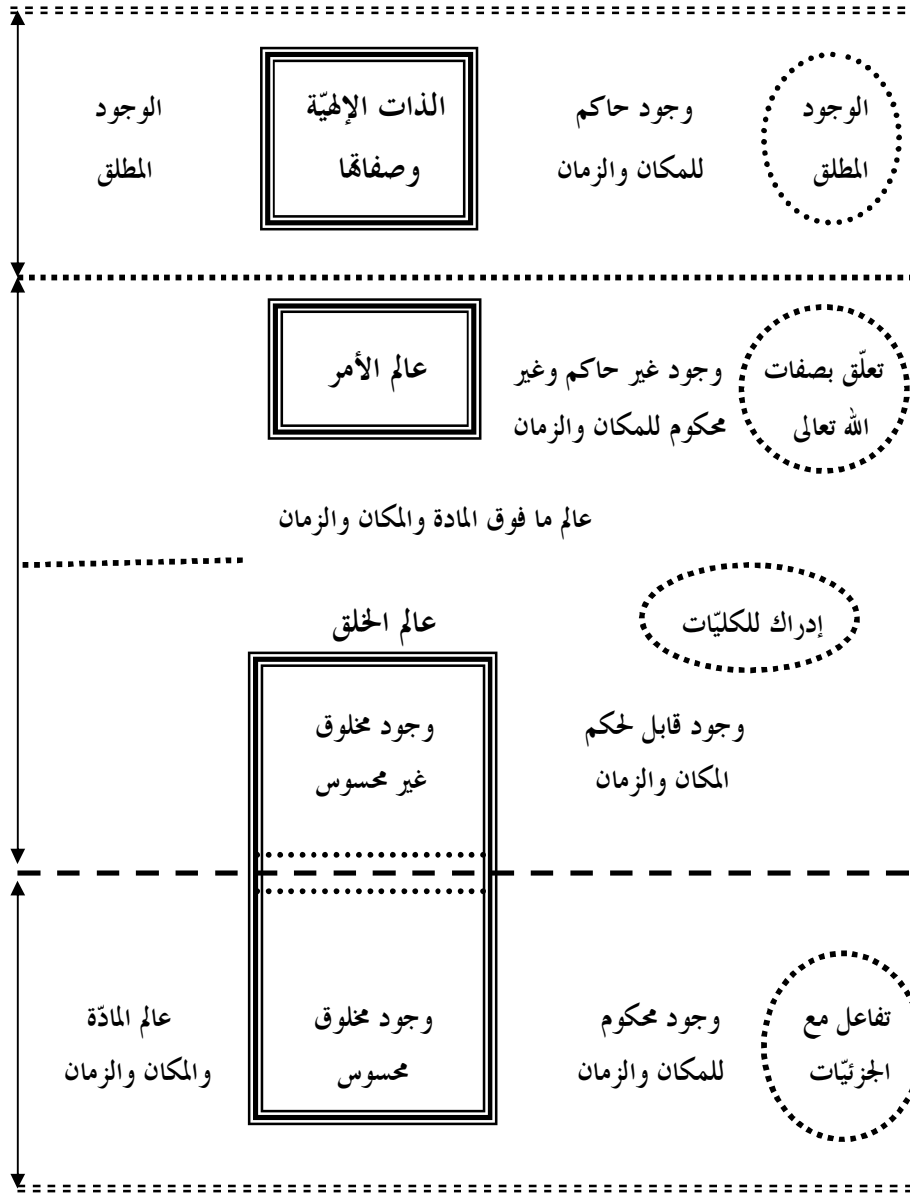 الوجود
المطلق
وجود حاكم
للمكان والزمان
الذات الإلهيّة
وصفاتها
الوجود
المطلق
تعلّق بصفات
الله تعالى
وجود غير حاكم وغير
محكوم للمكان والزمان
عالم الأمر
عالم ما فوق المادة والمكان والزمان
إدراك للكليّات
عالم الخلق
وجود قابل لحكم
المكان والزمان
وجود مخلوق
غير محسوس
تفاعل مع
الجزئيّات
وجود محكوم
للمكان والزمان
وجود مخلوق
محسوس
عالم المادّة
والمكان والزمان